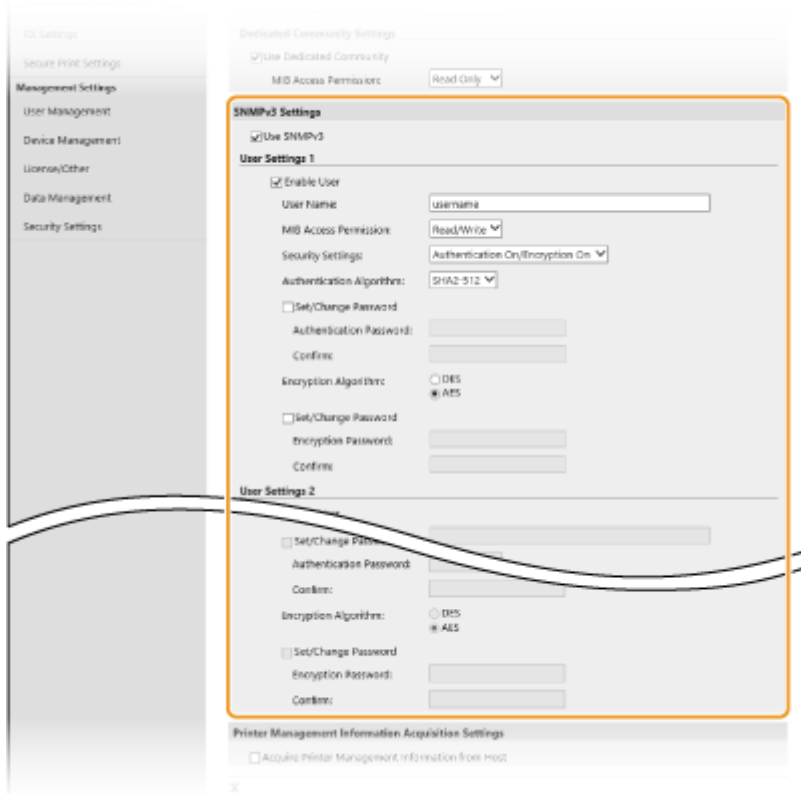 RX Settings
Secure Print Settings
Management Settings
User Management
Device Management
License/Other
Data Management
Security Settings
Dedicated Community Settings
Use Dedicated Community
MIB Access Permission: Read Only
SNMPv3 Settings
Use SNMPv3
User Settings 1
Enable User
User Name: username
MIB Access Permission: Read/Write
Security Settings: Authentication On/Encryption On
Authentication Algorithm: SHA2-512
Set/Change Password
Authentication Password:
Confirm:
Encryption Algorithm: DES
AES
Set/Change Password
Encryption Password:
Confirm:
User Settings 2
Set/Change
Authentication Password:
Confirm:
Encryption Algorithm: DES
AES
Set/Change Password
Encryption Password:
Confirm:
Printer Management Information Acquisition Settings
Acquire Printer Management Information from Host